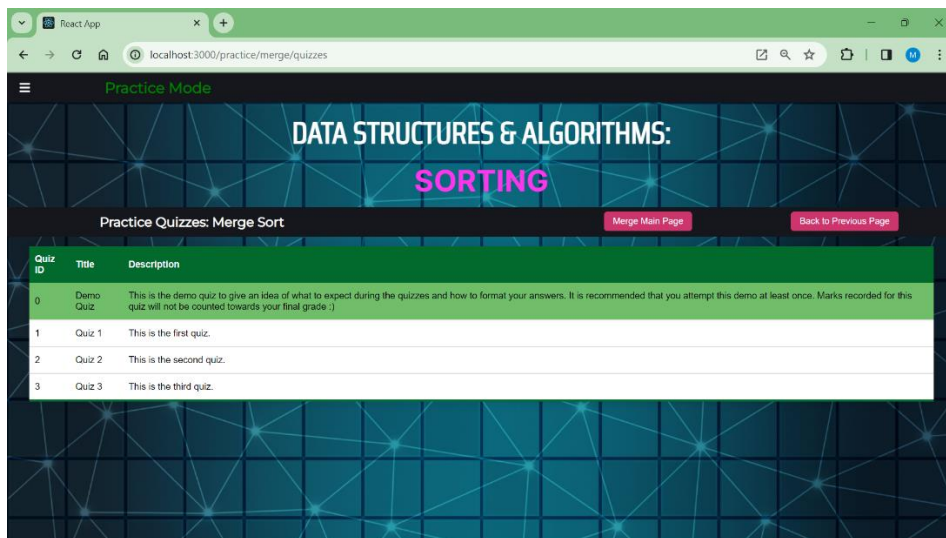 React App
localhost:3000/practice/merge/quizzes
M
Practice Mode
DATA STRUCTURES & ALGORITHMS:
SORTING
Practice Quizzes: Merge Sort
Merge Main Page
Back to Previous Page
Quiz ID Title Description
0 Demo Quiz This is the demo quiz to give an idea of what to expect during the quizzes and how to format your answers. It is recommended that you attempt this demo at least once. Marks recorded for this
quiz will not be counted towards your final grade :)
1 Quiz 1 This is the first quiz.
2 Quiz 2 This is the second quiz.
3 Quiz 3 This is the third quiz.